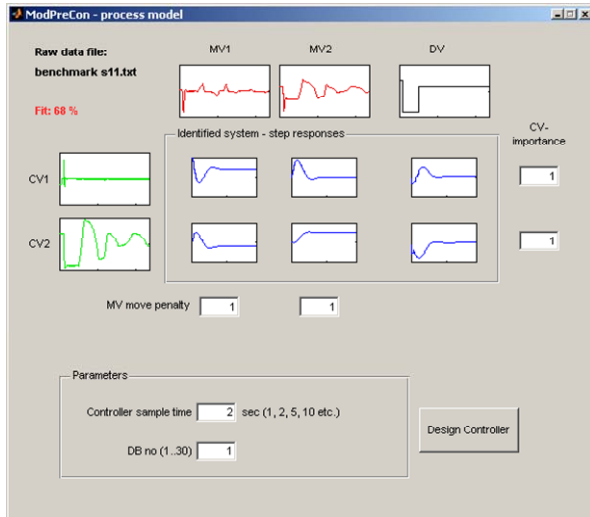 ModPreCon - process model
Raw data file:
benchmark s11.txt
Fit: 68 %
MV1
MV2
DV
Identified system - step responses
CV-
importance
CV1
1
CV2
1
MV move penalty
1
1
Parameters
Controller sample time
2
sec (1, 2, 5, 10 etc.)
DB no (1..30)
1
Design Controller